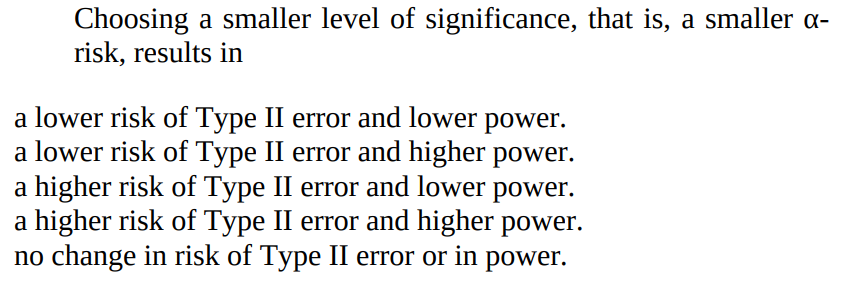 Choosing a smaller level of significance, that is, a smaller α-
risk, results in
a lower risk of Type II error and lower power.
a lower risk of Type II error and higher power.
a higher risk of Type II error and lower power.
a higher risk of Type II error and higher power.
no change in risk of Type II error or in power.